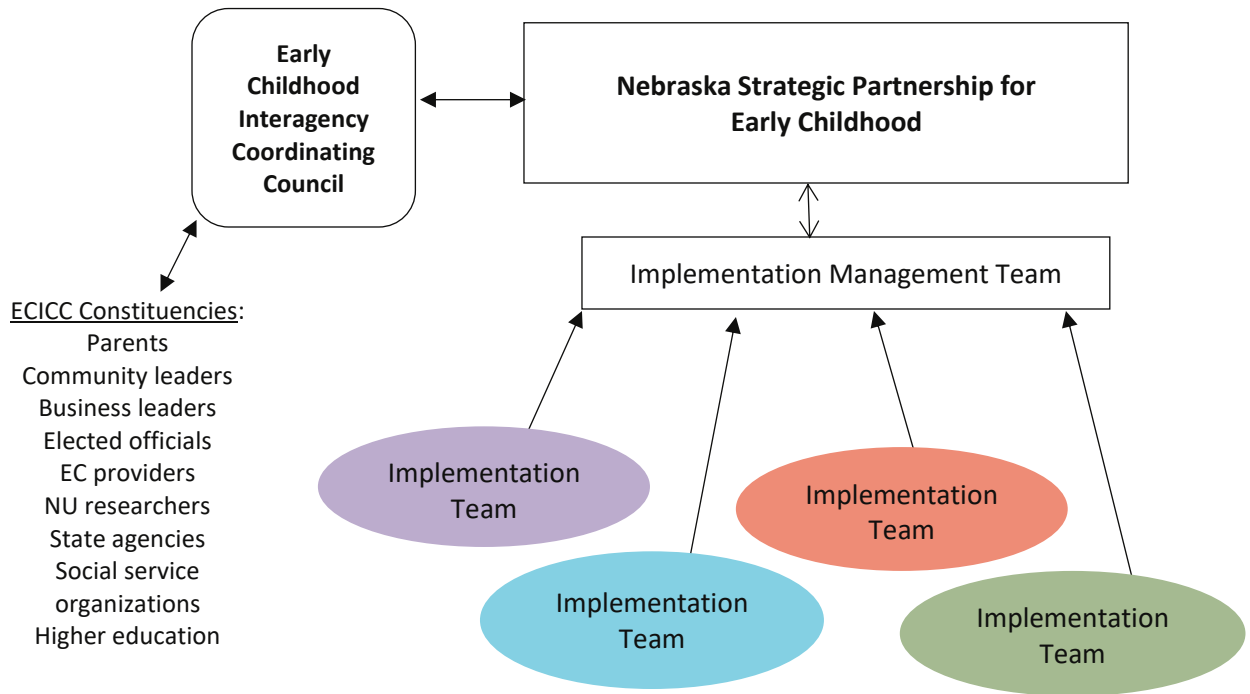 Early
Childhood
Interagency
Coordinating
Council
Nebraska Strategic Partnership for
Early Childhood
Implementation Management Team
ECICC Constituencies:
Parents
Community leaders
Business leaders
Elected officials
EC providers
NU researchers
State agencies
Social service
organizations
Higher education
Implementation
Team
Implementation
Team
Implementation
Team
Implementation
Team